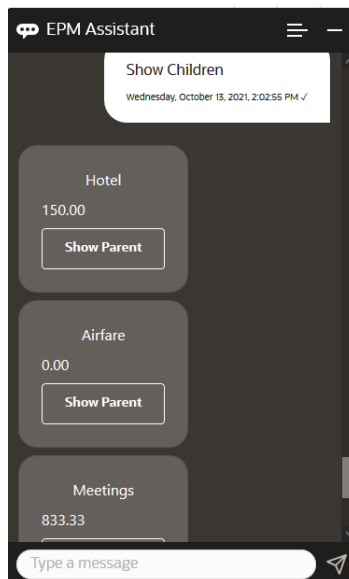 EPM Assistant
Show Children
Wednesday, October 13, 2021, 2:02:55 PM ✓
Hotel
150.00
Show Parent
Airfare
0.00
Show Parent
Meetings
833.33
Type a message